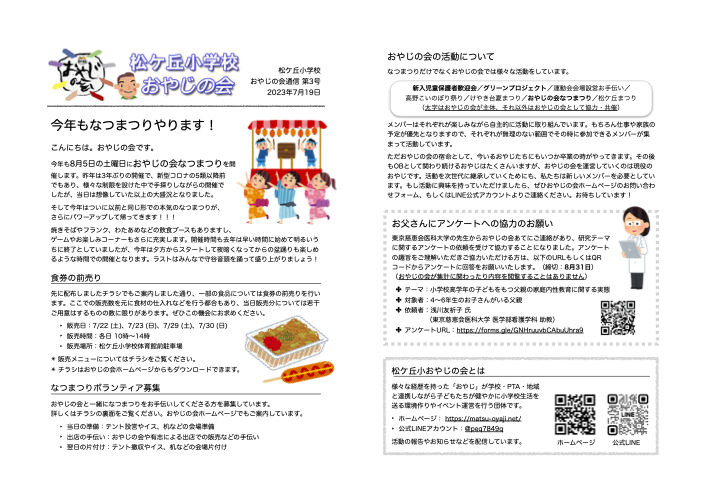 おやじの会
松ケ丘小学校
おやじの会
松ケ丘小学校
おやじの会通信 第3号
2023年7月19日
今年もなつまつりやります！
こんにちは。おやじの会です。
今年も8月5日の土曜日におやじの会なつまつりを開
催します。昨年は3年ぶりの開催で、新型コロナの5類以降前
でもあり、様々な制限を設けた中で手探りしながらの開催で
したが、当日は想像していた以上の大盛況となりました。
そして今年はついに以前と同じ形での本気のなつまつりが、
さらにパワーアップして帰ってきます！！！
焼きそばやフランク、わたあめなどの飲食ブースもありますし、
ゲームやお楽しみコーナーもさらに充実します。開催時間も去年は早い時間に始めて明るいう
ちに終了としていましたが、今年は夕方からスタートして夜暗くなってからの盆踊りも楽しめ
るような時間での開催となります。ラストはみんなで守谷音頭を踊って盛り上がりましょう！
食券の前売り
先に配布しましたチラシでもご案内しました通り、一部の食品については食券の前売りを行い
ます。ここでの販売数を元に食材の仕入れなどを行う都合もあり、当日販売分については若干
ご用意はするものの数に限りがあります。ぜひこの機会にお求めください。
・ 販売日：7/22 (土)、7/23 (日)、7/29 (土)、7/30 (日)
・ 販売時間：各日 10時〜14時
・ 販売場所：松ケ丘小学校体育館前駐車場
＊ 販売メニューについてはチラシをご覧ください。
＊ チラシはおやじの会ホームページからもダウンロードできます。
なつまつりボランティア募集
おやじの会と一緒になつまつりをお手伝いしてくださる方を募集しています。
詳しくはチラシの裏面をご覧ください。おやじの会ホームページでもご案内しています。
・ 当日の準備：テント設営やイス、机などの会場準備
・ 出店の手伝い：おやじの会や有志による出店での販売などの手伝い
・ 翌日の片付け：テント撤収やイス、机などの会場片付け
おやじの会の活動について
なつまつりだけでなくおやじの会では様々な活動をしています。
新入児童保護者歓迎会／グリーンプロジェクト／運動会会場設営お手伝い／
高野こいのぼり祭り／けやき台夏まつり／おやじの会なつまつり／松ケ丘まつり
（太字はおやじの会が主体、それ以外はおやじの会として協力・共催）
メンバーはそれぞれが楽しみながら自主的に活動に取り組んでいます。もちろん仕事や家族の
予定が優先となりますので、それぞれが無理のない範囲でその時に参加できるメンバーが集
まって活動しています。
ただおやじの会の宿命として、今いるおやじたちにもいつか卒業の時がやってきます。その後
もOBとして関わり続けるおやじはたくさんいますが、おやじの会を運営していくのは現役の
おやじです。活動を次世代に継承していくためにも、私たちは新しいメンバーを必要としてい
ます。もし活動に興味を持っていただけましたら、ぜひおやじの会ホームページのお問い合わ
せフォーム、もしくはLINE公式アカウントよりご連絡ください。お待ちしています！
お父さんにアンケートへの協力のお願い
東京慈恵会医科大学の先生からおやじの会あてにご連絡があり、研究テーマ
に関するアンケートの依頼を受けて協力することになりました。アンケート
の趣旨をご理解いただきご協力いただける方は、以下のURLもしくはQR
コードからアンケートに回答をお願いいたします。（締切：8月31日）
（おやじの会が集計に関わったり内容を閲覧することはありません）
✤ テーマ：小学校高学年の子どもをもつ父親の家庭内性教育に関する実態
✤ 対象者：4〜6年生のお子さんがいる父親
✤ 依頼者：浅川友祈子 氏
（東京慈恵会医科大学 医学部看護学科 助教）
✤ アンケートURL：https://forms.gle/GNHruuvbCAbuUhra9
松ケ丘小おやじの会とは
様々な経歴を持った「おやじ」が学校・PTA・地域
と連携しながら子どもたちが健やかに小学校生活を
送る環境作りやイベント運営を行う団体です。
・ ホームページ： https://matsu-oyaji.net/
・ 公式LINEアカウント：@peq7849q
活動の報告やお知らせなどを配信しています。
LINE
ホームページ
公式LINE